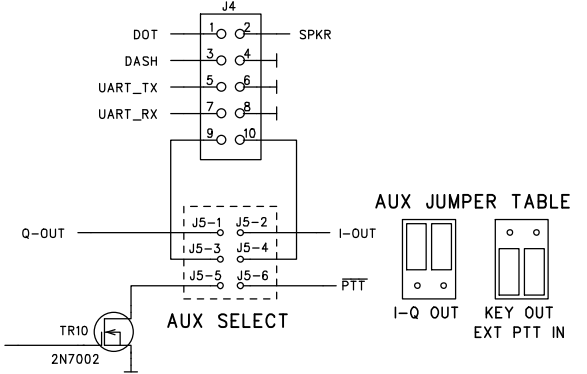 J4
DOT 1 2 SPKR
DASH 3 4
UART_TX 5 6
UART_RX 7 8
9 10
AUX JUMPER TABLE
J5-1 J5-2
Q-OUT I-OUT
J5-3 J5-4
J5-5 J5-6
PTT
I-Q OUT KEY OUT
AUX SELECT
EXT PTT IN
TR10
2N7002